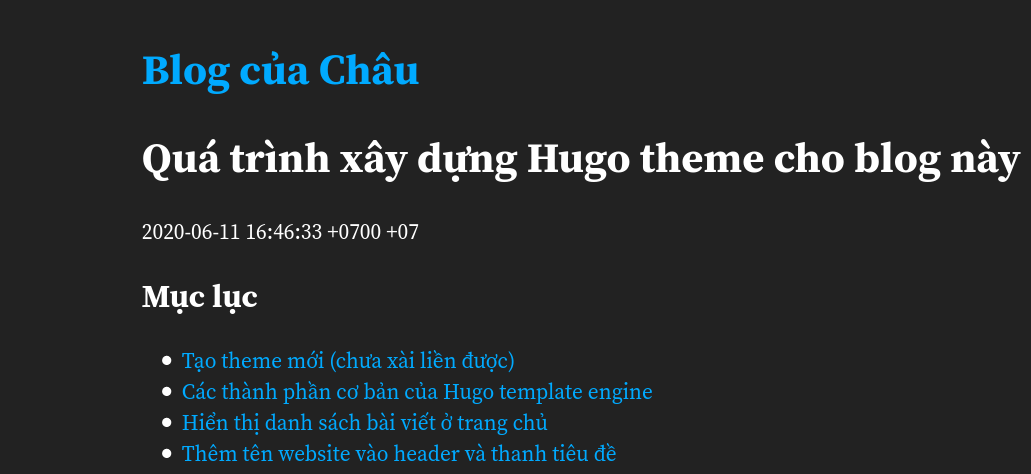 Blog của Châu
Quá trình xây dựng Hugo theme cho blog này
2020-06-11 16:46:33 +0700 +07
Mục lục
Tạo theme mới (chưa xài liền được)
Các thành phần cơ bản của Hugo template engine
Hiển thị danh sách bài viết ở trang chủ
Thêm tên website vào header và thanh tiêu đề